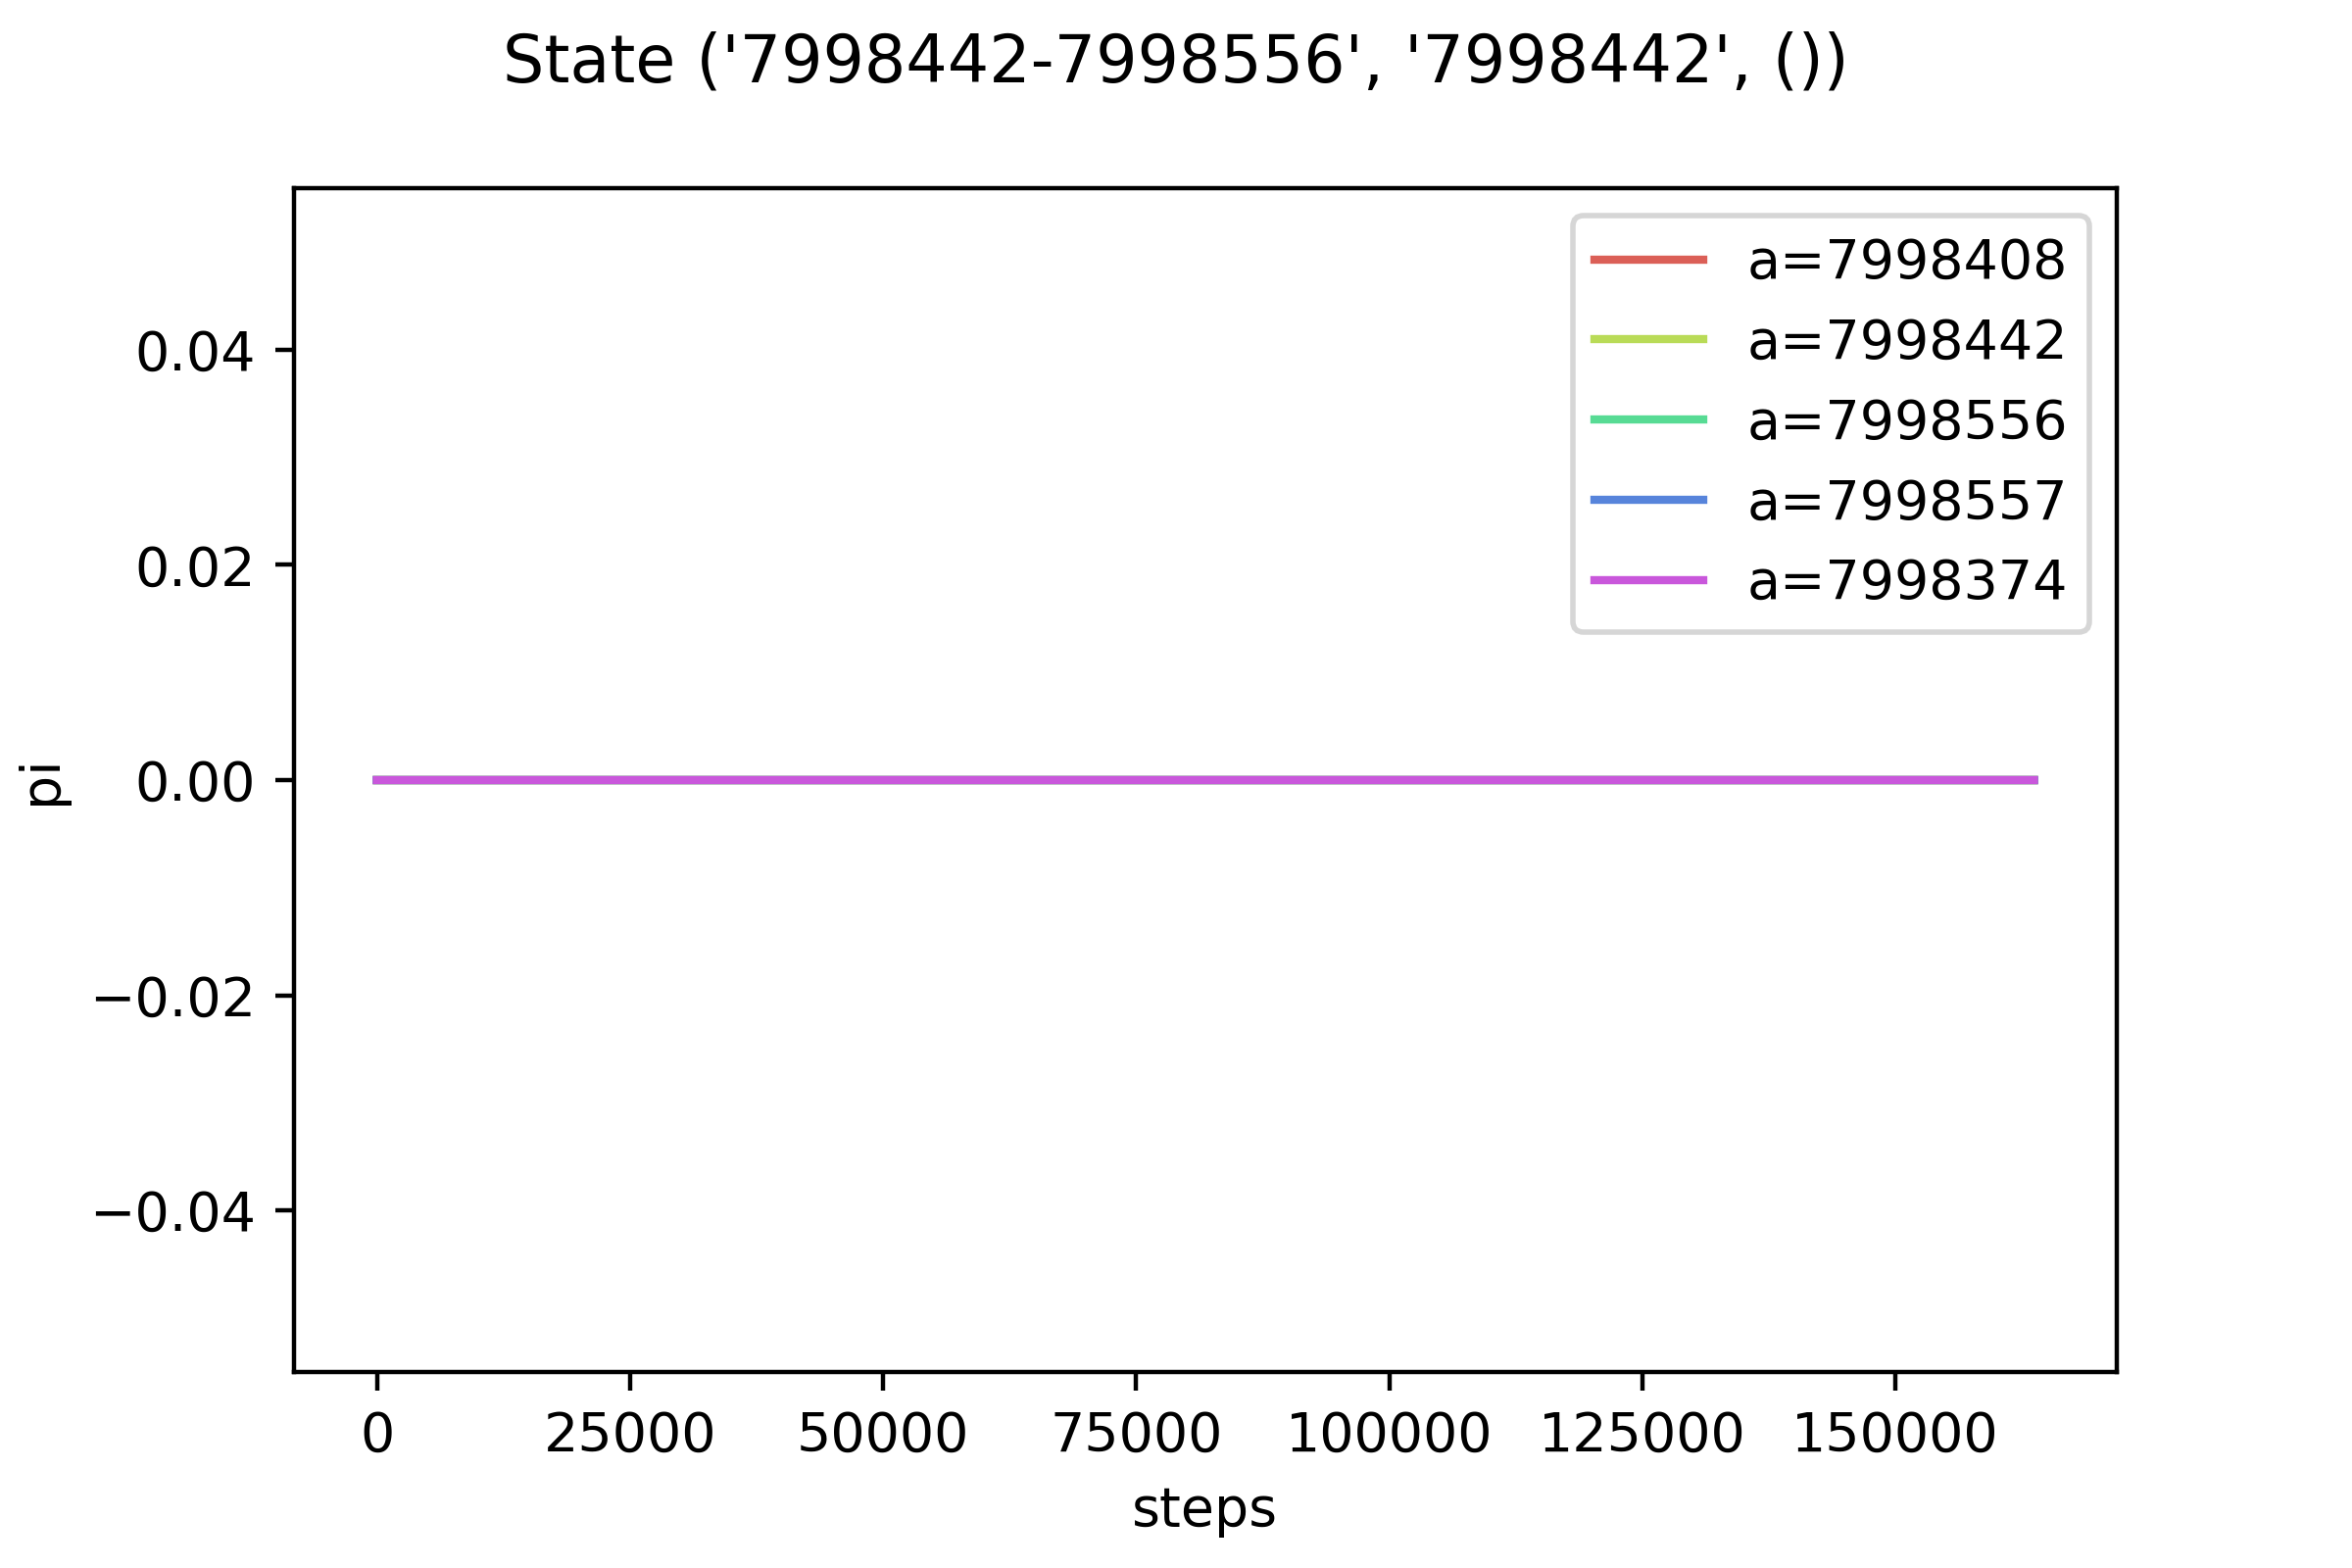 State ('7998442-7998556', '7998442', ())
a=7998408
a=7998442
a=7998556
a=7998557
a=7998374
0.04
0.02
0.00
−0.02
−0.04
pi
0 25000 50000 75000 100000 125000 150000
steps